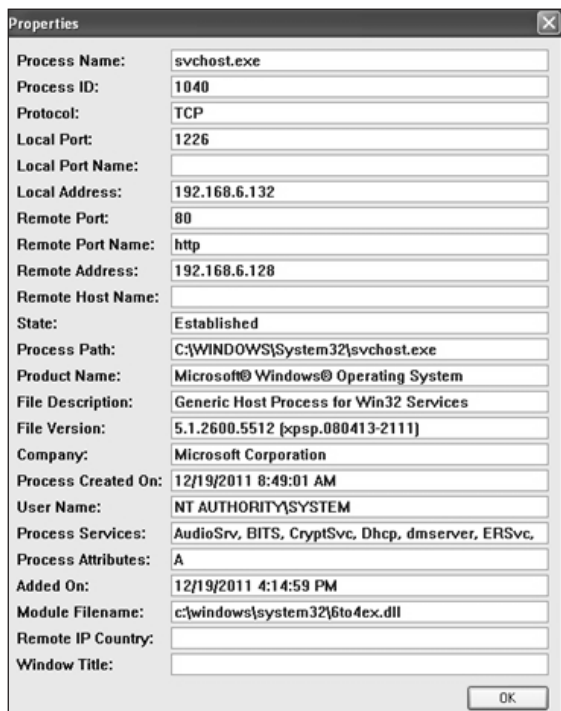 Properties
Process Name: svchost.exe
Process ID: 1040
Protocol: TCP
Local Port: 1226
Local Port Name:
Local Address: 192.168.6.132
Remote Port: 80
Remote Port Name: http
Remote Address: 192.168.6.128
Remote Host Name:
State: Established
Process Path: C:\WINDOWS\System32\svchost.exe
Product Name: Microsoft® Windows® Operating System
File Description: Generic Host Process for Win32 Services
File Version: 5.1.2600.5512 (xpsp.080413-2111)
Company: Microsoft Corporation
Process Created On: 12/19/2011 8:49:01 AM
User Name: NT AUTHORITY\SYSTEM
Process Services: AudioSrv, BITS, CryptSvc, Dhcp, dmserver, ERSvc,
Process Attributes: A
Added On: 12/19/2011 4:14:59 PM
Module Filename: c:\windows\system32\6to4ex.dll
Remote IP Country:
Window Title:
OK